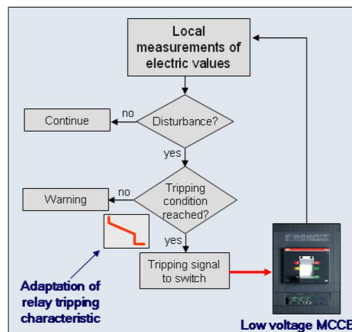 Local
measurements of
electric values
no
Continue
Disturbance?
yes
Tripping
condition
reached?
no
Warning
yes
Tripping signal
to switch
Adaptation of
relay tripping
characteristic
Low voltage MCCB